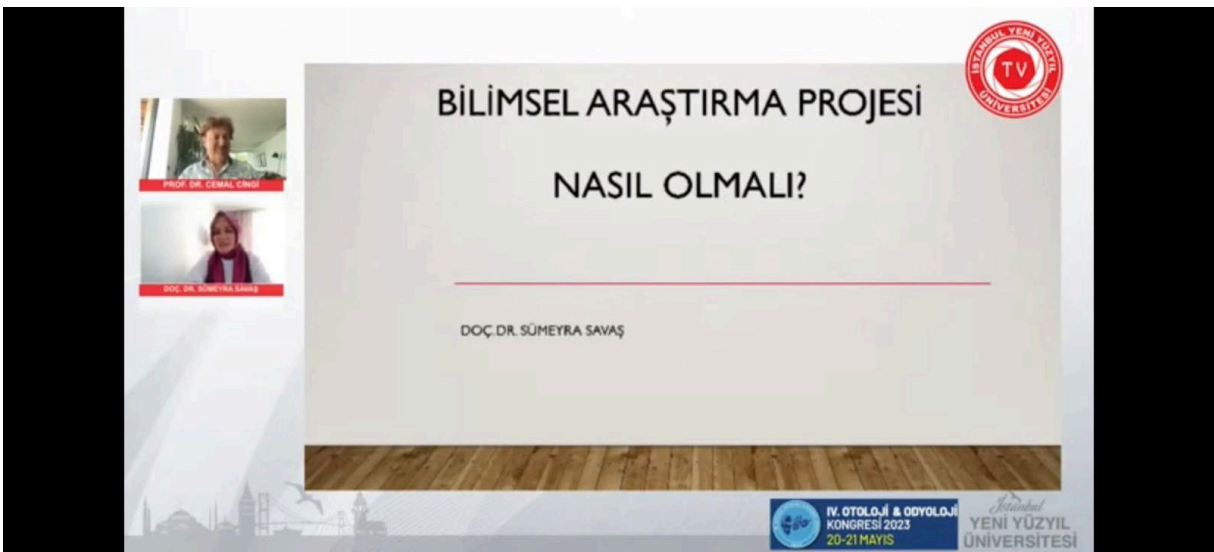 İSTANBUL YENİ YÜZYIL
TV
ÜNİVERSİTESİ
BİLİMSEL ARAŞTIRMA PROJESİ
NASIL OLMALI?
PROF. DR. CEMAL CİNGİ
DOÇ. DR. SÜMEYRA SAVAŞ
DOÇ.DR. SÜMEYRA SAVAŞ
IV. OTOLOJİ & ODYOLOJİ
KONGRESİ 2023
20-21 MAYIS
İstanbul
YENİ YÜZYIL
ÜNİVERSİTESİ